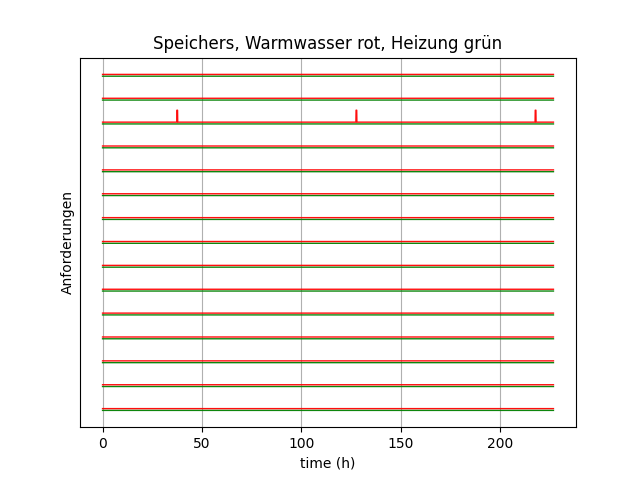 Speichers, Warmwasser rot, Heizung grün
Anforderungen
0 50 100 150 200
time (h)